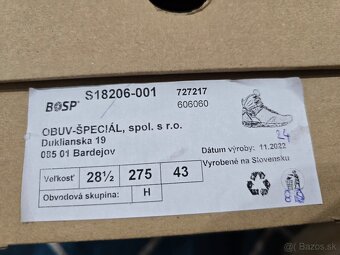 BOSP® S18206-001 727217
606060
OBUV-ŠPECIÁL, spol. s r.o.
Duklianska 19
085 01 Bardejov
Dátum výroby: 11.2022
Vyrobené na Slovensku
Veľkosť 28½ 275 43
Obvodová skupina: H
Bazos.sk